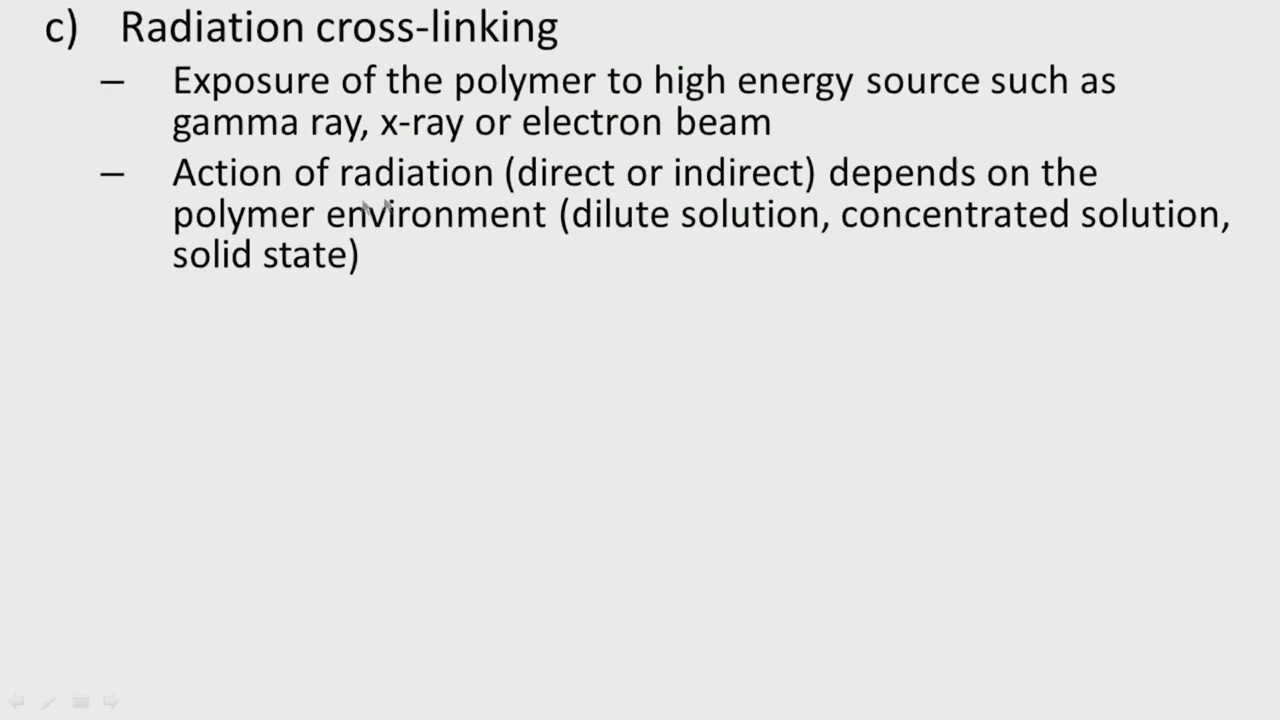 c) Radiation cross-linking
– Exposure of the polymer to high energy source such as
gamma ray, x-ray or electron beam
– Action of radiation (direct or indirect) depends on the
polymer environment (dilute solution, concentrated solution,
solid state)